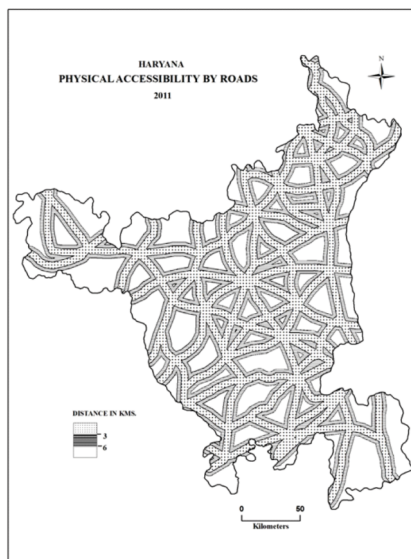 HARYANA
PHYSICAL ACCESSIBILITY BY ROADS
2011
N
DISTANCE IN KMS.
3
6
0 50
Kilometers